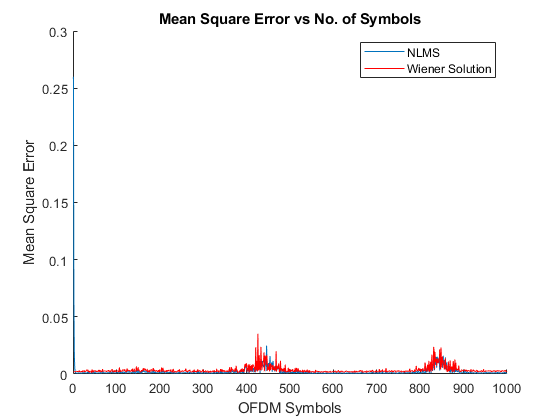 Mean Square Error vs No. of Symbols
NLMS
Wiener Solution
Mean Square Error
0.3
0.25
0.2
0.15
0.1
0.05
0
0 100 200 300 400 500 600 700 800 900 1000
OFDM Symbols